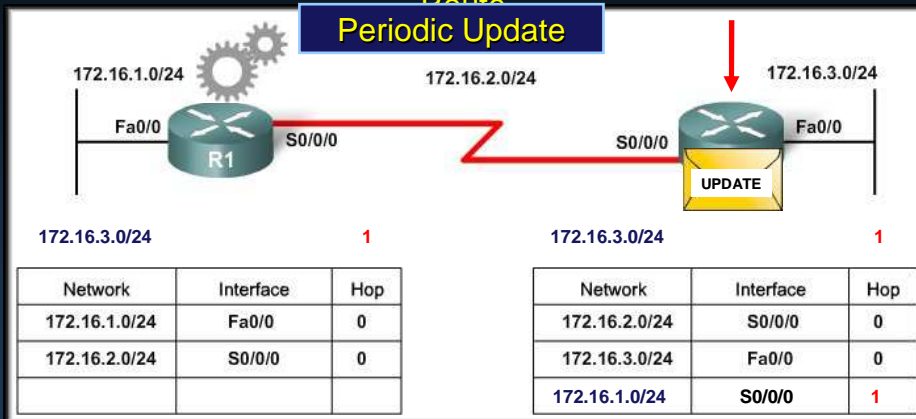 Route
Periodic Update
172.16.1.0/24
172.16.2.0/24
172.16.3.0/24
Fa0/0
S0/0/0
S0/0/0
Fa0/0
R1
UPDATE
172.16.3.0/24 1
172.16.3.0/24 1
Network Interface Hop
172.16.1.0/24 Fa0/0 0
172.16.2.0/24 S0/0/0 0
Network Interface Hop
172.16.2.0/24 S0/0/0 0
172.16.3.0/24 Fa0/0 0
172.16.1.0/24 S0/0/0 1